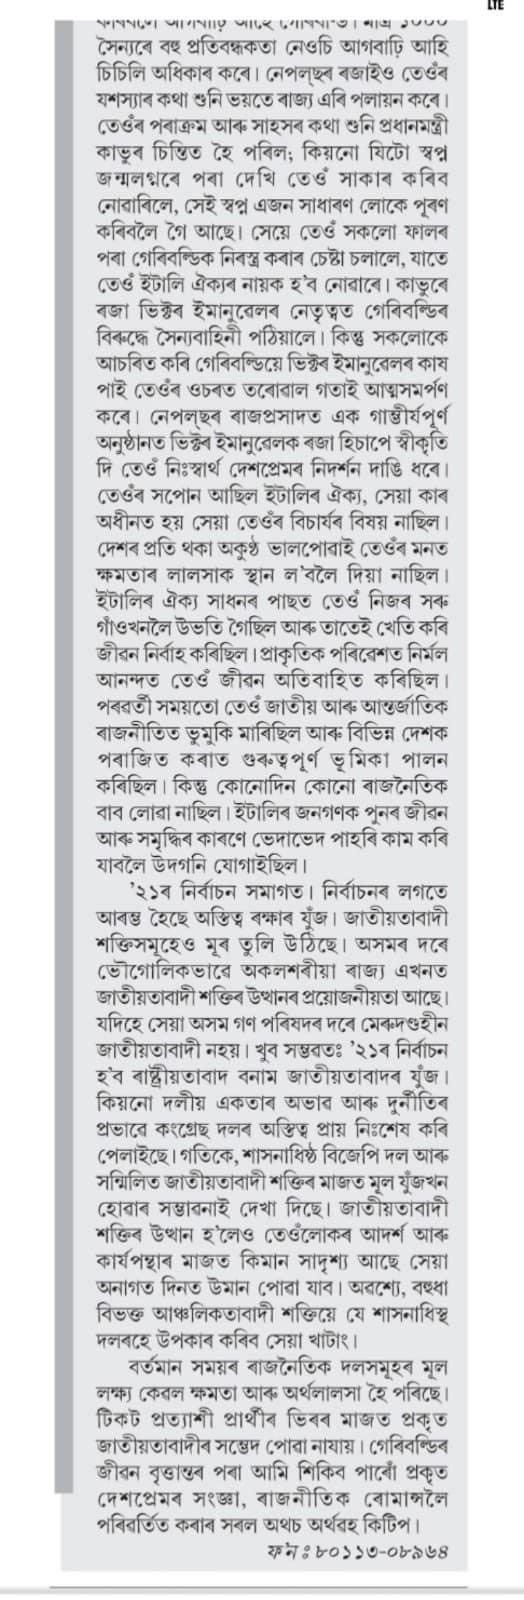 LTE
সৈন্যৰে বহু প্ৰতিবন্ধকতা নেওচি আগবাঢ়ি আহি
চিচিলি অধিকাৰ কৰে। নেপল্‌ছৰ ৰজাইও তেওঁৰ
যশস্যাৰ কথা শুনি ভয়তে ৰাজ্য এৰি পলায়ন কৰে।
তেওঁৰ পৰাক্ৰম আৰু সাহসৰ কথা শুনি প্ৰধানমন্ত্ৰী
কাভুৰ চিন্তিত হৈ পৰিল; কিয়নো যিটো স্বপ্ন
জন্মলগ্নৰে পৰা দেখি তেওঁ সাকাৰ কৰিব
নোৱাৰিলে, সেই স্বপ্ন এজন সাধাৰণ লোকে পূৰণ
কৰিবলৈ গৈ আছে। সেয়ে তেওঁ সকলো ফালৰ
পৰা গেৰিবল্ডিক নিৰস্ত্ৰ কৰাৰ চেষ্টা চলালে, যাতে
তেওঁ ইটালি ঐক্যৰ নায়ক হ'ব নোৱাৰে। কাভুৰে
ৰজা ভিক্টৰ ইমানুৱেলৰ নেতৃত্বত গেৰিবল্ডিৰ
বিৰুদ্ধে সৈন্যবাহিনী পঠিয়ালে। কিন্তু সকলোকে
আচৰিত কৰি গেৰিবল্ডিয়ে ভিক্টৰ ইমানুৱেলৰ কাষ
পাই তেওঁৰ ওচৰত তৰোৱাল গতাই আত্মসমৰ্পণ
কৰে। নেপল্‌ছৰ ৰাজপ্ৰসাদত এক গাম্ভীৰ্যপূৰ্ণ
অনুষ্ঠানত ভিক্টৰ ইমানুৱেলক ৰজা হিচাপে স্বীকৃতি
দি তেওঁ নিঃস্বাৰ্থ দেশপ্ৰেমৰ নিদৰ্শন দাঙি ধৰে।
তেওঁৰ সপোন আছিল ইটালিৰ ঐক্য, সেয়া কাৰ
অধীনত হয় সেয়া তেওঁৰ বিচাৰ্যৰ বিষয় নাছিল।
দেশৰ প্ৰতি থকা অকুণ্ঠ ভালপোৱাই তেওঁৰ মনত
ক্ষমতাৰ লালসাক স্থান ল'বলৈ দিয়া নাছিল।
ইটালিৰ ঐক্য সাধনৰ পাছত তেওঁ নিজৰ সৰু
গাঁওখনলৈ উভতি গৈছিল আৰু তাতেই খেতি কৰি
জীৱন নিৰ্বাহ কৰিছিল। প্ৰাকৃতিক পৰিৱেশত নিৰ্মল
আনন্দত তেওঁ জীৱন অতিবাহিত কৰিছিল।
পৰৱৰ্তী সময়তো তেওঁ জাতীয় আৰু আন্তৰ্জাতিক
ৰাজনীতিত ভুমুকি মাৰিছিল আৰু বিভিন্ন দেশক
পৰাজিত কৰাত গুৰুত্বপূৰ্ণ ভূমিকা পালন
কৰিছিল। কিন্তু কোনোদিন কোনো ৰাজনৈতিক
বাব লোৱা নাছিল। ইটালিৰ জনগণক পুনৰ জীৱন
আৰু সমৃদ্ধিৰ কাৰণে ভেদাভেদ পাহৰি কাম কৰি
যাবলৈ উদগনি যোগাইছিল।
'২১ৰ নিৰ্বাচন সমাগত। নিৰ্বাচনৰ লগতে
আৰম্ভ হৈছে অস্তিত্ব ৰক্ষাৰ যুঁজ। জাতীয়তাবাদী
শক্তিসমূহেও মূৰ তুলি উঠিছে। অসমৰ দৰে
ভৌগোলিকভাৱে অকলশৰীয়া ৰাজ্য এখনত
জাতীয়তাবাদী শক্তিৰ উত্থানৰ প্ৰয়োজনীয়তা আছে।
যদিহে সেয়া অসম গণ পৰিষদৰ দৰে মেৰুদণ্ডহীন
জাতীয়তাবাদী নহয়। খুব সম্ভৱতঃ '২১ৰ নিৰ্বাচন
হ'ব ৰাষ্ট্ৰীয়তাবাদ বনাম জাতীয়তাবাদৰ যুঁজ।
কিয়নো দলীয় একতাৰ অভাৱ আৰু দুৰ্নীতিৰ
প্ৰভাৱে কংগ্ৰেছ দলৰ অস্তিত্ব প্ৰায় নিঃশেষ কৰি
পেলাইছে। গতিকে, শাসনাধিষ্ঠ বিজেপি দল আৰু
সন্মিলিত জাতীয়তাবাদী শক্তিৰ মাজত মূল যুঁজখন
হোৱাৰ সম্ভাৱনাই দেখা দিছে। জাতীয়তাবাদী
শক্তিৰ উত্থান হ'লেও তেওঁলোকৰ আদৰ্শ আৰু
কাৰ্যপন্থাৰ মাজত কিমান সাদৃশ্য আছে সেয়া
অনাগত দিনত উমান পোৱা যাব। অৱশ্যে, বহুধা
বিভক্ত আঞ্চলিকতাবাদী শক্তিয়ে যে শাসনাধিস্থ
দলৰহে উপকাৰ কৰিব সেয়া খাটাং।
বৰ্তমান সময়ৰ ৰাজনৈতিক দলসমূহৰ মূল
লক্ষ্য কেৱল ক্ষমতা আৰু অৰ্থলালসা হৈ পৰিছে।
টিকট প্ৰত্যাশী প্ৰাৰ্থীৰ ভিৰৰ মাজত প্ৰকৃত
জাতীয়তাবাদীৰ সম্ভেদ পোৱা নাযায়। গেৰিবল্ডিৰ
জীৱন বৃত্তান্তৰ পৰা আমি শিকিব পাৰোঁ প্ৰকৃত
দেশপ্ৰেমৰ সংজ্ঞা, ৰাজনীতিক ৰোমান্সলৈ
পৰিৱৰ্তিত কৰাৰ সৰল অথচ অৰ্থৱহ কিটিপ।
ফ'ন ঃ ৮০১১৩-০৮৯৬৪